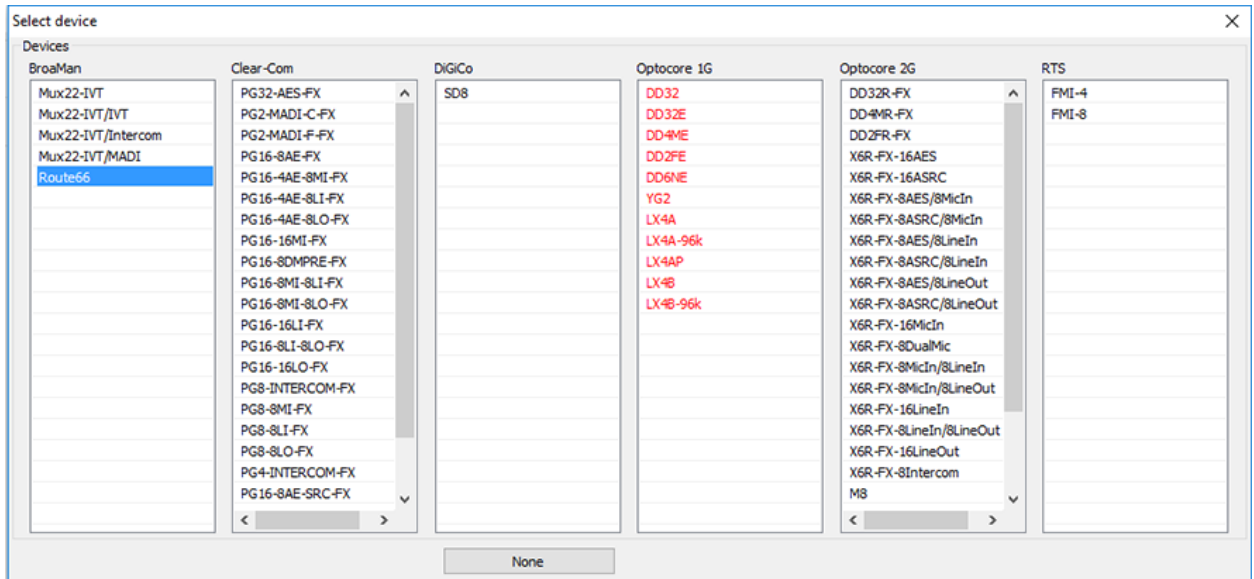 Select device
Devices
BroaMan
Mux22-IVT
Mux22-IVT/IVT
Mux22-IVT/Intercom
Mux22-IVT/MADI
Route66
Clear-Com
PG32-AES-FX
PG2-MADI-C-FX
PG2-MADI-F-FX
PG16-8AE-FX
PG16-4AE-8MI-FX
PG16-4AE-8LI-FX
PG16-4AE-8LO-FX
PG16-16MI-FX
PG16-8DMPRE-FX
PG16-8MI-8LI-FX
PG16-8MI-8LO-FX
PG16-16LI-FX
PG16-8LI-8LO-FX
PG16-16LO-FX
PG8-INTERCOM-FX
PG8-8MI-FX
PG8-8LI-FX
PG8-8LO-FX
PG4-INTERCOM-FX
PG16-8AE-SRC-FX
DiGiCo
SD8
Optocore 1G
DD32
DD32E
DD4ME
DD2FE
DD6NE
YG2
LX4A
LX4A-96k
LX4AP
LX4B
LX4B-96k
Optocore 2G
DD32R-FX
DD4MR-FX
DD2FR-FX
X6R-FX-16AES
X6R-FX-16ASRC
X6R-FX-8AES/8MicIn
X6R-FX-8ASRC/8MicIn
X6R-FX-8AES/8LineIn
X6R-FX-8ASRC/8LineIn
X6R-FX-8AES/8LineOut
X6R-FX-8ASRC/8LineOut
X6R-FX-16MicIn
X6R-FX-8DualMic
X6R-FX-8MicIn/8LineIn
X6R-FX-8MicIn/8LineOut
X6R-FX-16LineIn
X6R-FX-8LineIn/8LineOut
X6R-FX-16LineOut
X6R-FX-8Intercom
M8
RTS
FMI-4
FMI-8
None